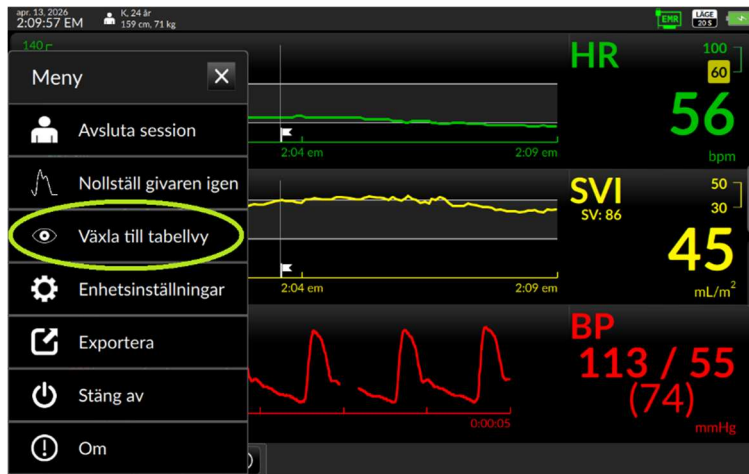 apr. 13, 2026
2:09:57 EM
K, 24 år
159 cm, 71 kg
EMR
LÄGE
20 S
140
Meny
Avsluta session
Nollställ givaren igen
Växla till tabellvy
Enhetsinställningar
Exportera
Stäng av
Om
2:04 em
2:09 em
HR
100
60
56
bpm
2:04 em
2:09 em
SVI
SV: 86
50
30
45
mL/m²
0:00:05
BP
113 / 55
(74)
mmHg